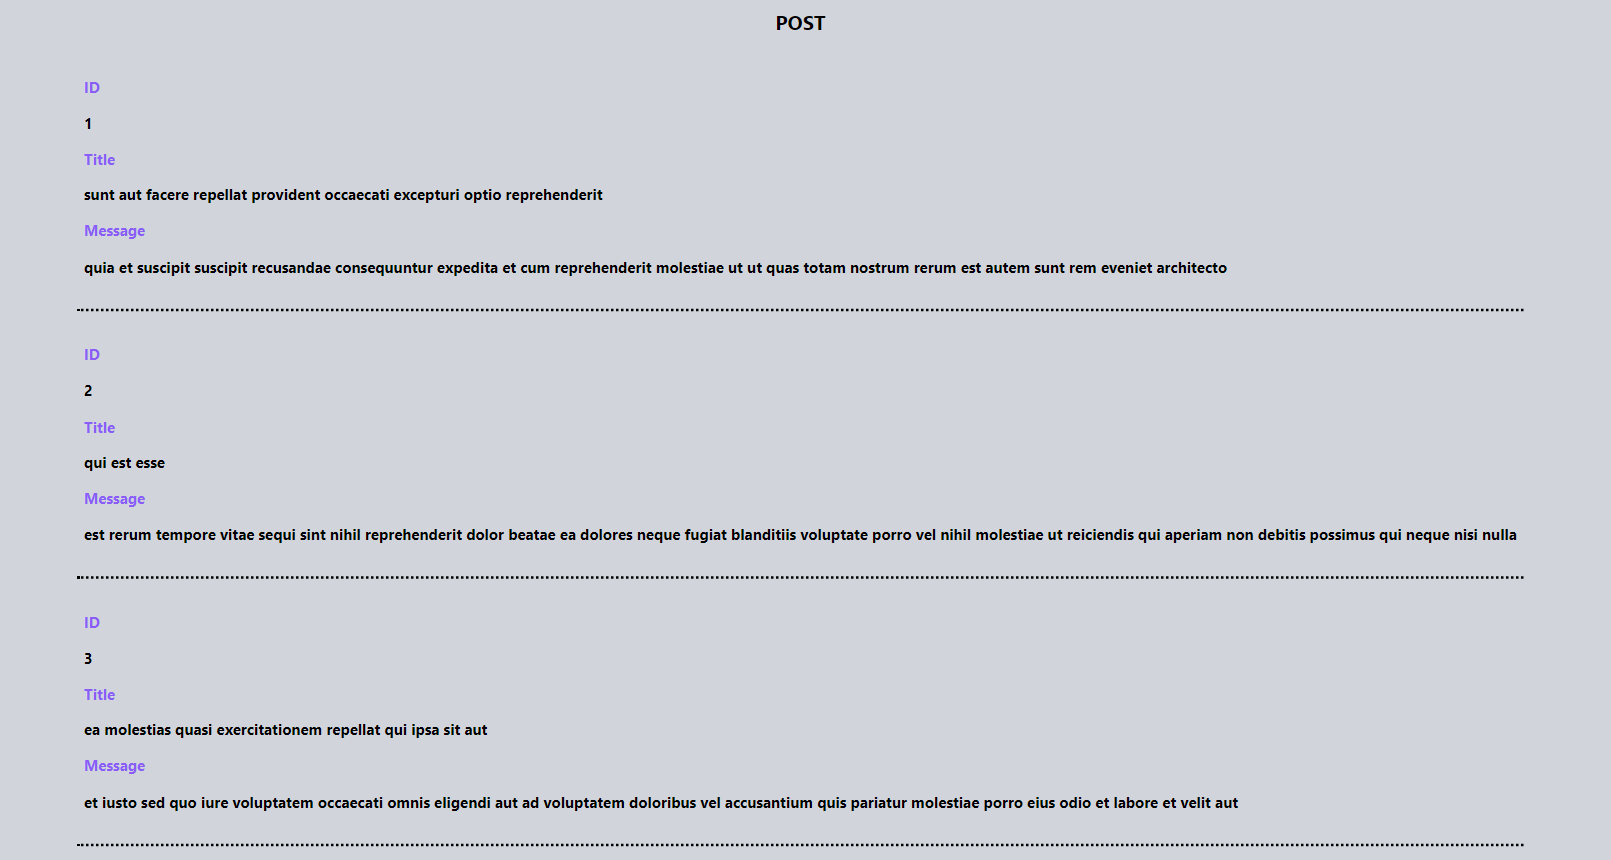 POST
ID
1
Title
sunt aut facere repellat provident occaecati excepturi optio reprehenderit
Message
quia et suscipit suscipit recusandae consequuntur expedita et cum reprehenderit molestiae ut ut quas totam nostrum rerum est autem sunt rem eveniet architecto
ID
2
Title
qui est esse
Message
est rerum tempore vitae sequi sint nihil reprehenderit dolor beatae ea dolores neque fugiat blanditiis voluptate porro vel nihil molestiae ut reiciendis qui aperiam non debitis possimus qui neque nisi nulla
ID
3
Title
ea molestias quasi exercitationem repellat qui ipsa sit aut
Message
et iusto sed quo iure voluptatem occaecati omnis eligendi aut ad voluptatem doloribus vel accusantium quis pariatur molestiae porro eius odio et labore et velit aut